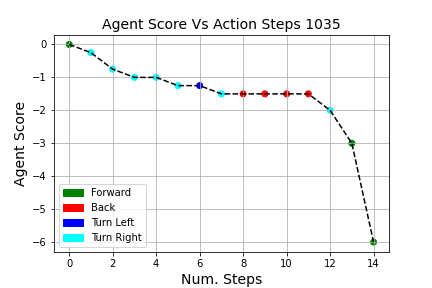 Agent Score Vs Action Steps 1035
0
−1
−2
−3
−4
−5
−6
Agent Score
Forward
Back
Turn Left
Turn Right
0 2 4 6 8 10 12 14
Num. Steps